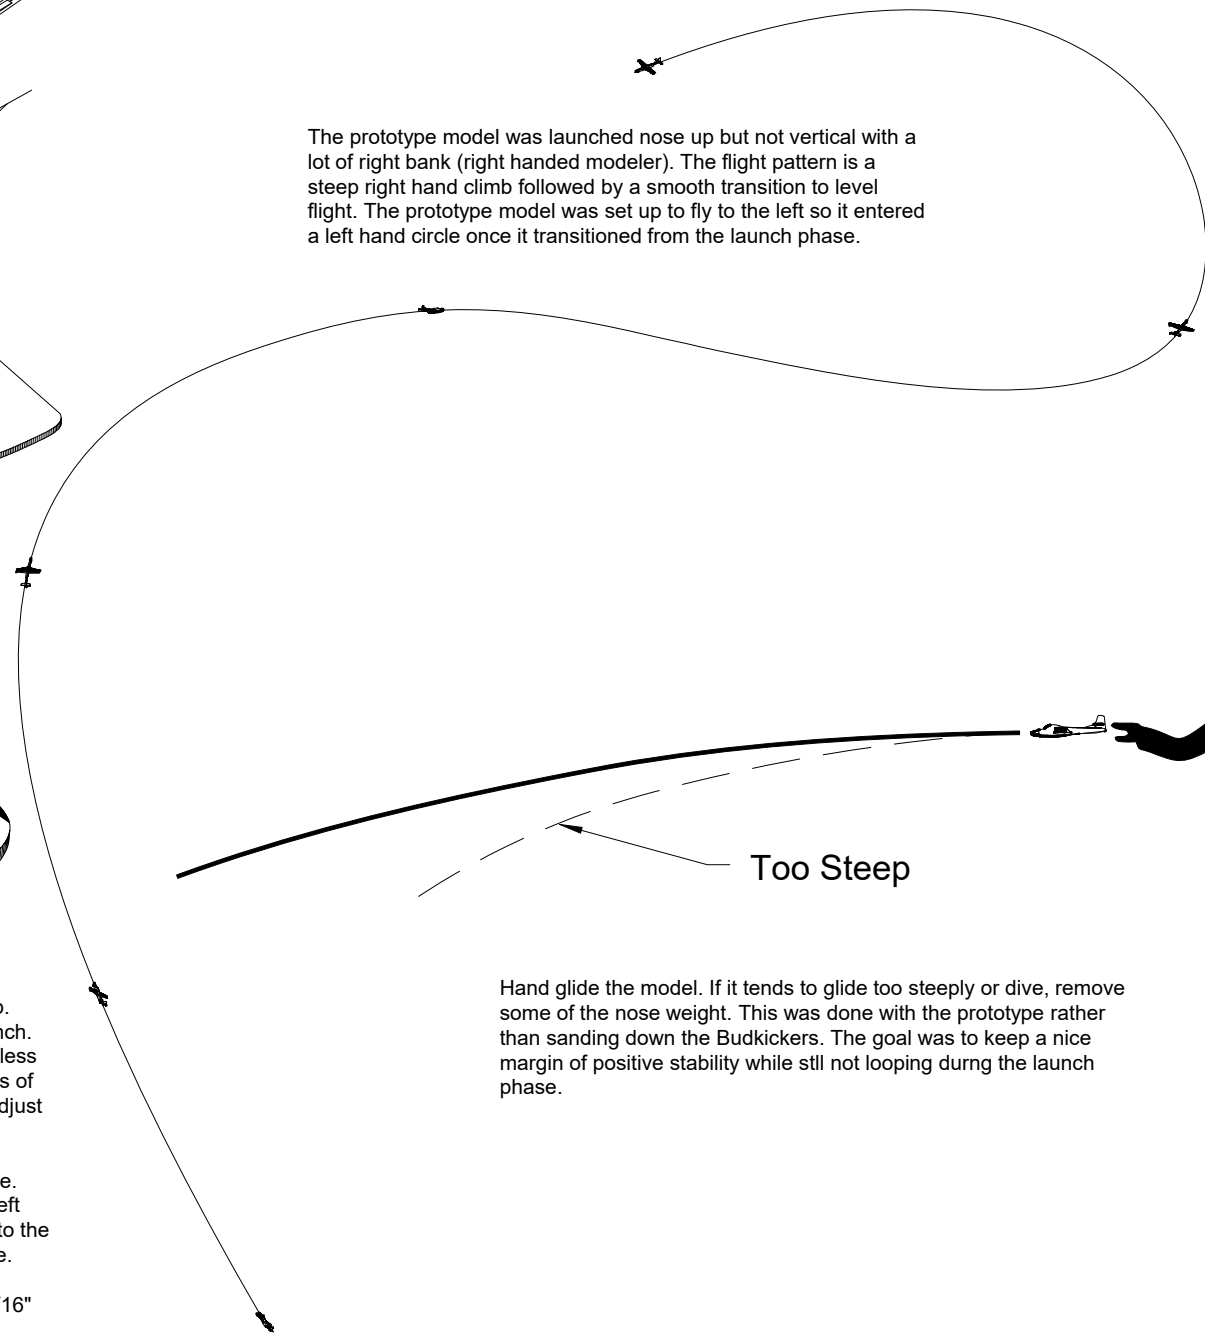 The prototype model was launched nose up but not vertical with a
lot of right bank (right handed modeler). The flight pattern is a
steep right hand climb followed by a smooth transition to level
flight. The prototype model was set up to fly to the left so it entered
a left hand circle once it transitioned from the launch phase.
Too Steep
Hand glide the model. If it tends to glide too steeply or dive, remove
some of the nose weight. This was done with the prototype rather
than sanding down the Budkickers. The goal was to keep a nice
margin of positive stability while stll not looping durng the launch
phase.
less
s of
to the
16"